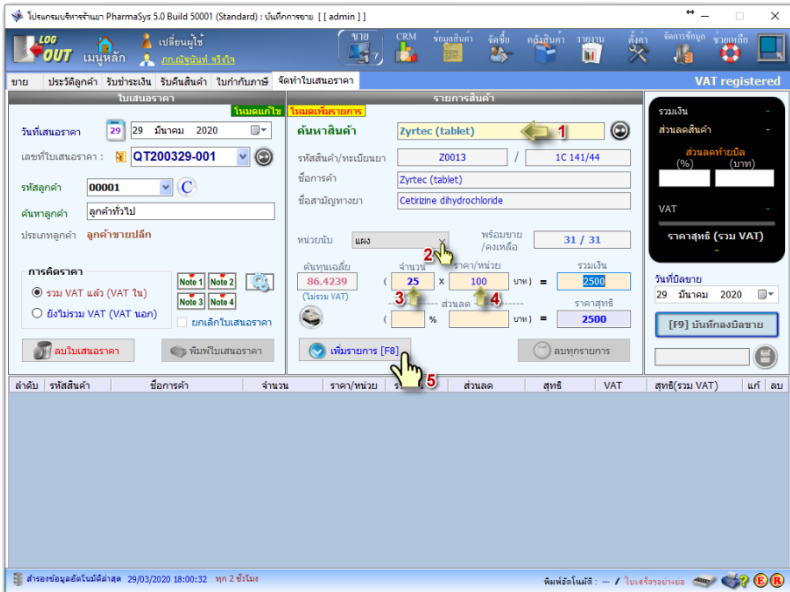 โปรแกรมบริหารร้านยา PharmaSys 5.0 Build 50001 (Standard) : บันทึกการขาย [ [ admin ] ]
LOG OUT เมนูหลัก เปลี่ยนผู้ใช้
ขาย CRM ข้อมูลสินค้า จัดซื้อ คลังสินค้า รายงาน ตั้งค่า จัดการข้อมูล ช่วยเหลือ
ขาย ประวัติลูกค้า รับชำระเงิน รับคืนสินค้า ใบกำกับภาษี จัดทำใบเสนอราคา VAT registered
ใบเสนอราคา
โหมดแก้ไข
วันที่เสนอราคา 29 29 มีนาคม 2020
เลขที่ใบเสนอราคา : QT200329-001
รหัสลูกค้า 00001 C
ค้นหาลูกค้า ลูกค้าทั่วไป
ประเภทลูกค้า ลูกค้าขายปลีก
การคิดราคา
รวม VAT แล้ว (VAT ใน)
ยังไม่รวม VAT (VAT นอก)
Note 1 Note 2
Note 3 Note 4
ยกเลิกใบเสนอราคา
ลบใบเสนอราคา พิมพ์ใบเสนอราคา
รายการสินค้า
โหมดเพิ่มรายการ
ค้นหาสินค้า Zyrtec (tablet) 1
รหัสสินค้า/ทะเบียนยา Z0013 / 1C 141/44
ชื่อการค้า Zyrtec (tablet)
ชื่อสามัญทางยา Cetirizine dihydrochloride
หน่วยนับ แผง 2 พร้อมขาย /คงเหลือ 31 / 31
ต้นทุนเฉลี่ย จำนวน ราคา/หน่วย รวมเงิน
86.4239 ( 25 x 100 บาท) = 2500
(ไม่รวม VAT) 3 ส่วนลด 4 ราคาสุทธิ
( % บาท) = 2500
เพิ่มรายการ [F8] 5 ลบทุกรายการ
รวมเงิน -
ส่วนลดสินค้า -
ส่วนลดท้ายบิล
(%) (บาท)
VAT -
ราคาสุทธิ (รวม VAT)
-
วันที่บิลขาย
29 มีนาคม 2020
[F9] บันทึกลงบิลขาย
ลำดับ รหัสสินค้า ชื่อการค้า จำนวน ราคา/หน่วย ส่วนลด สุทธิ VAT สุทธิ(รวม VAT) แก้ ลบ
สำรองข้อมูลอัตโนมัติล่าสุด 29/03/2020 18:00:32 ทุก 2 ชั่วโมง
พิมพ์อัตโนมัติ : — / ใบเสร็จรอย่างย่อ E R